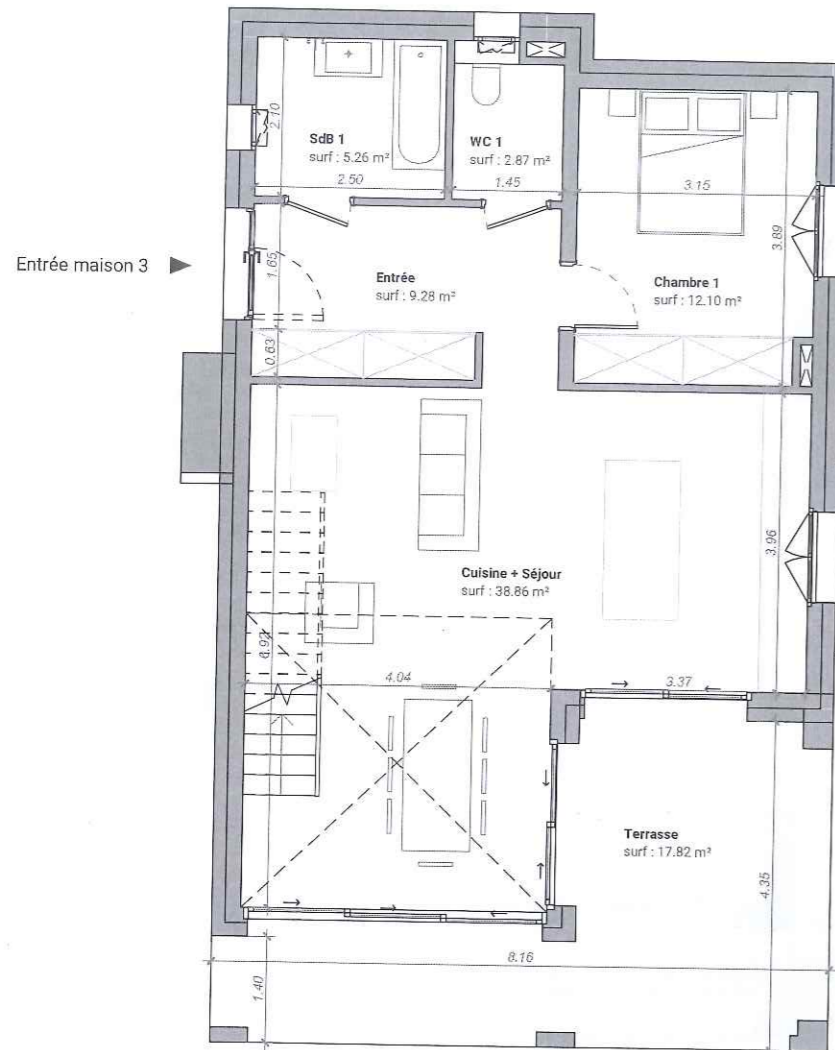 SdB 1
surf : 5.26 m²
2.10
2.50
WC 1
surf : 2.87 m²
1.45
3.15
3.89
Entrée maison 3
1.65
0.63
Entrée
surf : 9.28 m²
Chambre 1
surf : 12.10 m²
Cuisine + Séjour
surf : 38.86 m²
3.96
6.92
4.04
3.37
Terrasse
surf : 17.82 m²
4.35
8.16
1.40